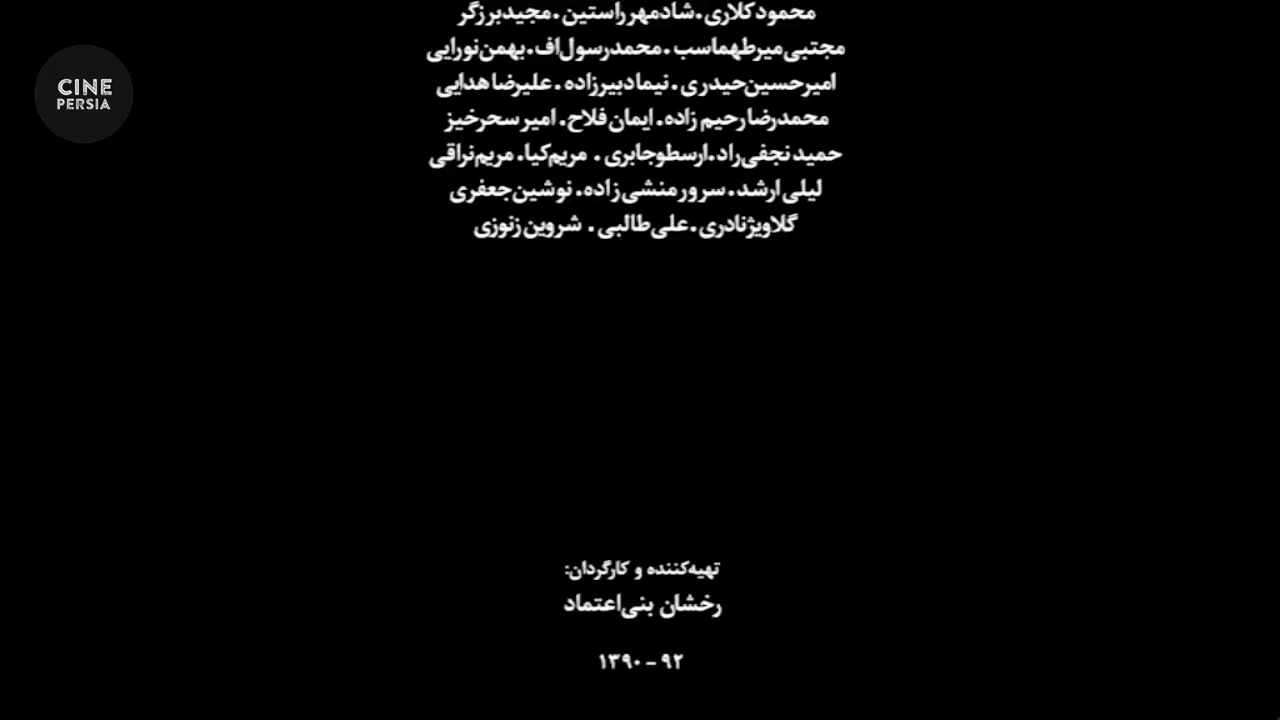 CINE
PERSIA
محمود کلاری . شادمهر راستین . مجید برزگر
مجتبی میرطهماسب . محمد رسول‌اف . بهمن نورایی
امیرحسین حیدری . نیما دبیرزاده . علیرضا هدایی
محمدرضا رحیم زاده . ایمان فلاح . امیر سحرخیز
حمید نجفی‌راد . ارسطو جابری . مریم کیا . مریم نراقی
لیلی ارشد . سرور منشی زاده . نوشین جعفری
گلاویژ نادری . علی طالبی . شروین زنوزی
تهیه‌کننده و کارگردان:
رخشان بنی‌اعتماد
۱۳۹۰ – ۹۲